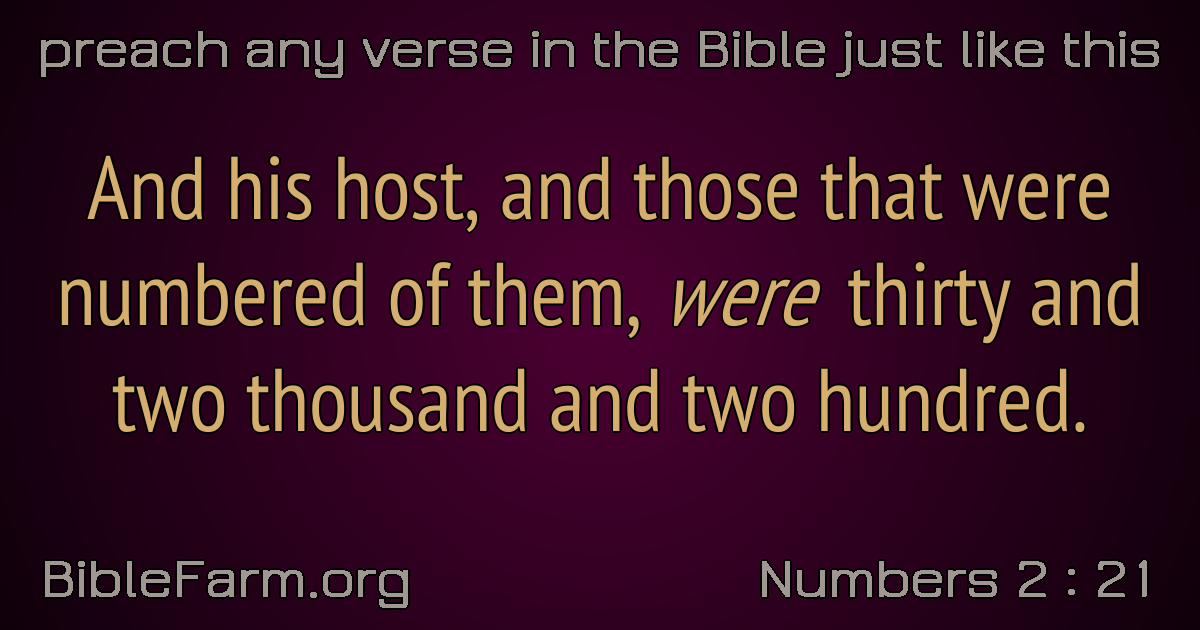 preach any verse in the Bible just like this
And his host, and those that were
numbered of them, were thirty and
two thousand and two hundred.
BibleFarm.org
Numbers 2 : 21